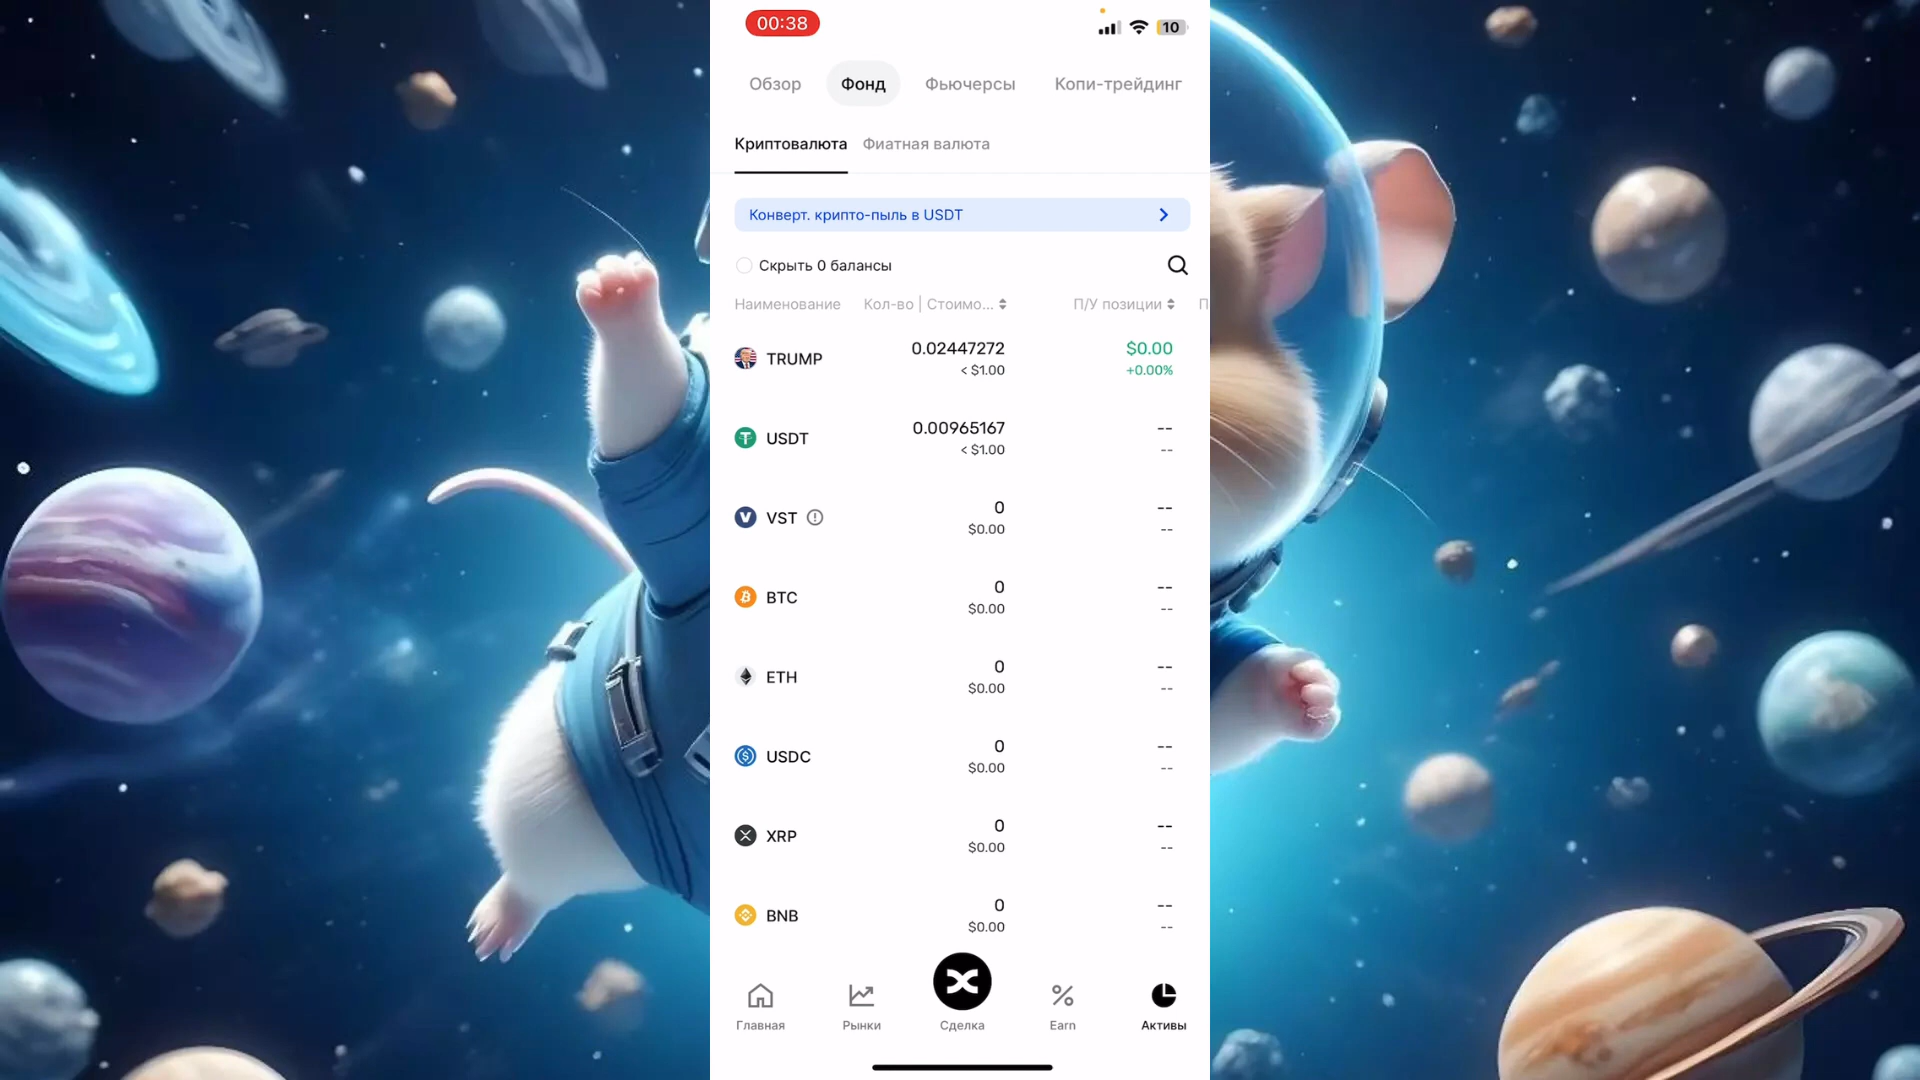 00:38
10
Обзор Фонд Фьючерсы Копи-трейдинг
Криптовалюта Фиатная валюта
Конверт. крипто-пыль в USDT
Скрыть 0 балансы
Наименование Кол-во | Стоимо... П/У позиции П
TRUMP 0.02447272 $0.00
< $1.00 +0.00%
USDT 0.00965167 --
< $1.00 --
VST 0 --
$0.00 --
BTC 0 --
$0.00 --
ETH 0 --
$0.00 --
USDC 0 --
$0.00 --
XRP 0 --
$0.00 --
BNB 0 --
$0.00 --
Главная Рынки Сделка Earn Активы